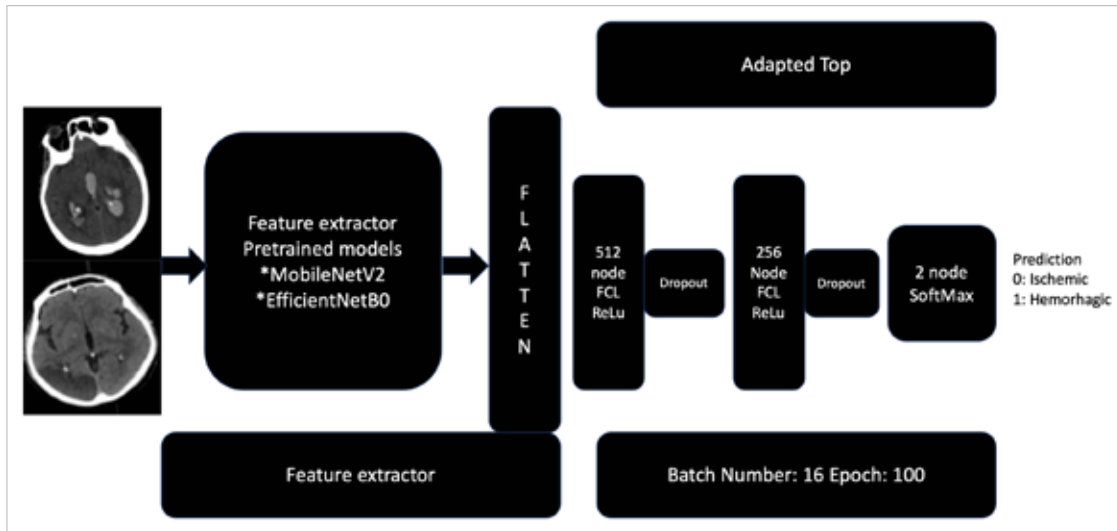 Adapted Top
Feature extractor
Pretrained models
*MobileNetV2
*EfficientNetB0
F
L
A
T
T
E
N
512
node
FCL
ReLu
Dropout
256
Node
FCL
ReLu
Dropout
2 node
SoftMax
Prediction
0: Ischemic
1: Hemorhagic
Feature extractor
Batch Number: 16 Epoch: 100